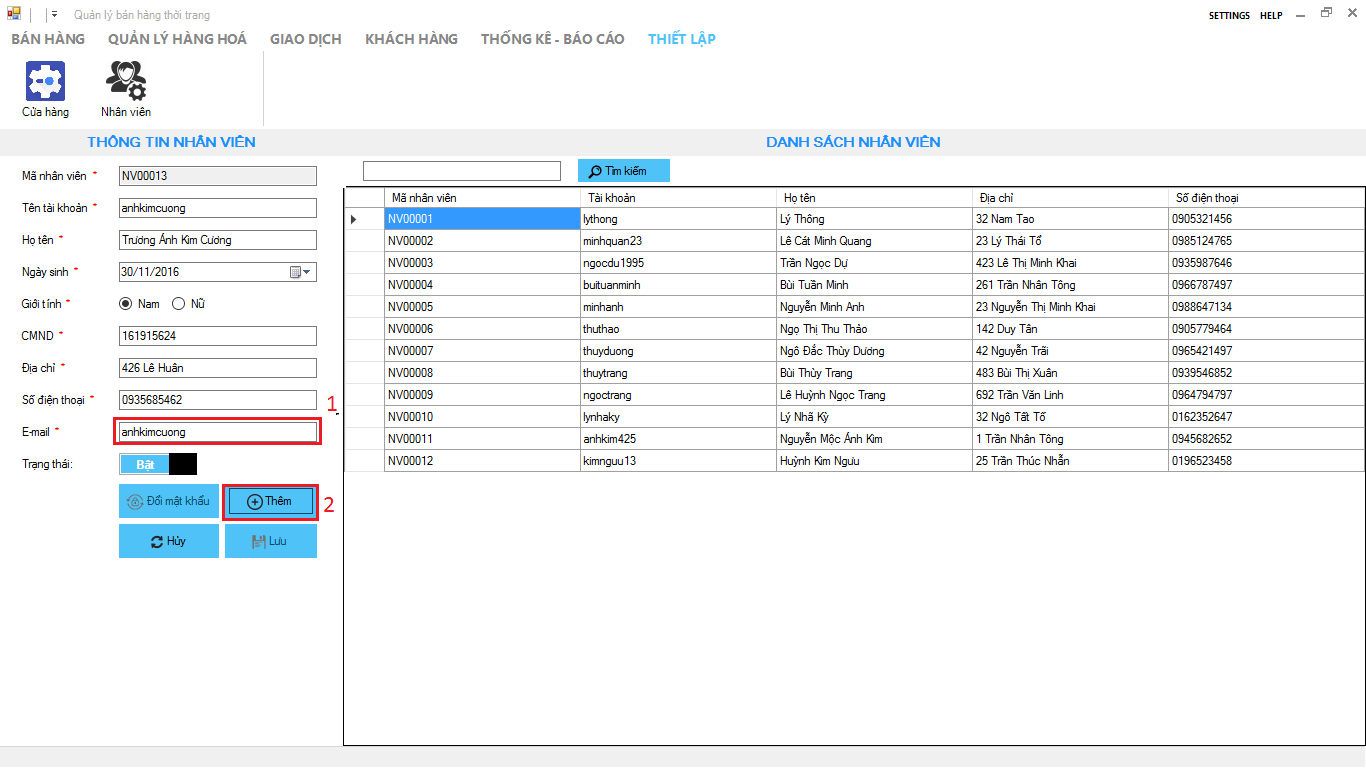 Quản lý bán hàng thời trang
SETTINGS HELP
BÁN HÀNG QUẢN LÝ HÀNG HOÁ GIAO DỊCH KHÁCH HÀNG THỐNG KÊ - BÁO CÁO THIẾT LẬP
Cửa hàng Nhân viên
THÔNG TIN NHÂN VIÊN DANH SÁCH NHÂN VIÊN
Mã nhân viên * NV00013
Tên tài khoản * anhkimcuong
Họ tên * Trương Ánh Kim Cương
Ngày sinh * 30/11/2016
Giới tính * Nam Nữ
CMND * 161915624
Địa chỉ * 426 Lê Huân
Số điện thoại * 0935685462
1
E-mail * anhkimcuong
Trạng thái: Bật
Đổi mật khẩu Thêm 2
Hủy Lưu
Tìm kiếm
Mã nhân viên Tài khoản Họ tên Địa chỉ Số điện thoại
NV00001 lythong Lý Thông 32 Nam Tao 0905321456
NV00002 minhquan23 Lê Cát Minh Quang 23 Lý Thái Tổ 0985124765
NV00003 ngocdu1995 Trần Ngọc Dự 423 Lê Thị Minh Khai 0935987646
NV00004 buituanminh Bùi Tuần Minh 261 Trần Nhân Tông 0966787497
NV00005 minhanh Nguyễn Minh Anh 23 Nguyễn Thị Minh Khai 0988647134
NV00006 thuthao Ngọ Thị Thu Thảo 142 Duy Tân 0905779464
NV00007 thuyduong Ngô Đắc Thùy Dương 42 Nguyễn Trãi 0965421497
NV00008 thuytrang Bùi Thùy Trang 483 Bùi Thị Xuân 0939546852
NV00009 ngoctrang Lê Huỳnh Ngọc Trang 692 Trần Văn Linh 0964794797
NV00010 lynhaky Lý Nhã Kỳ 32 Ngô Tất Tố 0162352647
NV00011 anhkim425 Nguyễn Mộc Ánh Kim 1 Trần Nhân Tông 0945682652
NV00012 kimnguu13 Huỳnh Kim Ngưu 25 Trần Thúc Nhẫn 0196523458